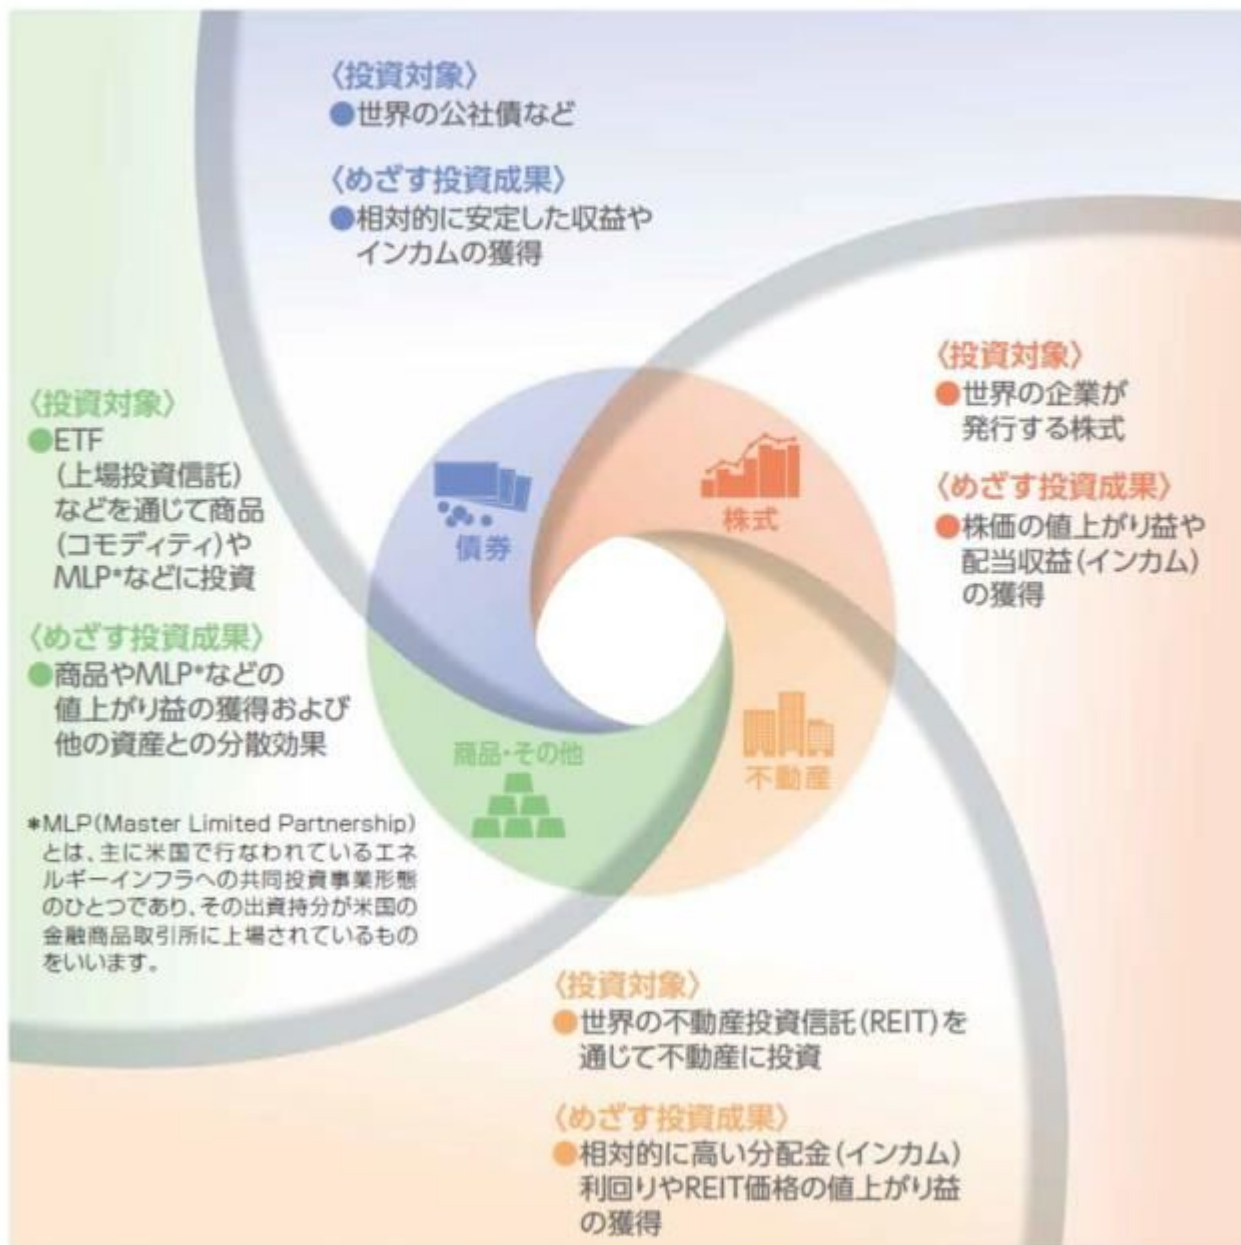 〈投資対象〉
●世界の公社債など
〈めざす投資成果〉
●相対的に安定した収益や
インカムの獲得
〈投資対象〉
●世界の企業が
発行する株式
〈めざす投資成果〉
●株価の値上がり益や
配当収益(インカム)
の獲得
〈投資対象〉
●ETF
(上場投資信託)
などを通じて商品
(コモディティ)や
MLP*などに投資
〈めざす投資成果〉
●商品やMLP*などの
値上がり益の獲得および
他の資産との分散効果
*MLP(Master Limited Partnership)
とは、主に米国で行なわれているエネ
ルギーインフラへの共同投資事業形態
のひとつであり、その出資持分が米国の
金融商品取引所に上場されているもの
をいいます。
債券
株式
商品・その他
不動産
〈投資対象〉
●世界の不動産投資信託(REIT)を
通じて不動産に投資
〈めざす投資成果〉
●相対的に高い分配金(インカム)
利回りやREIT価格の値上がり益
の獲得